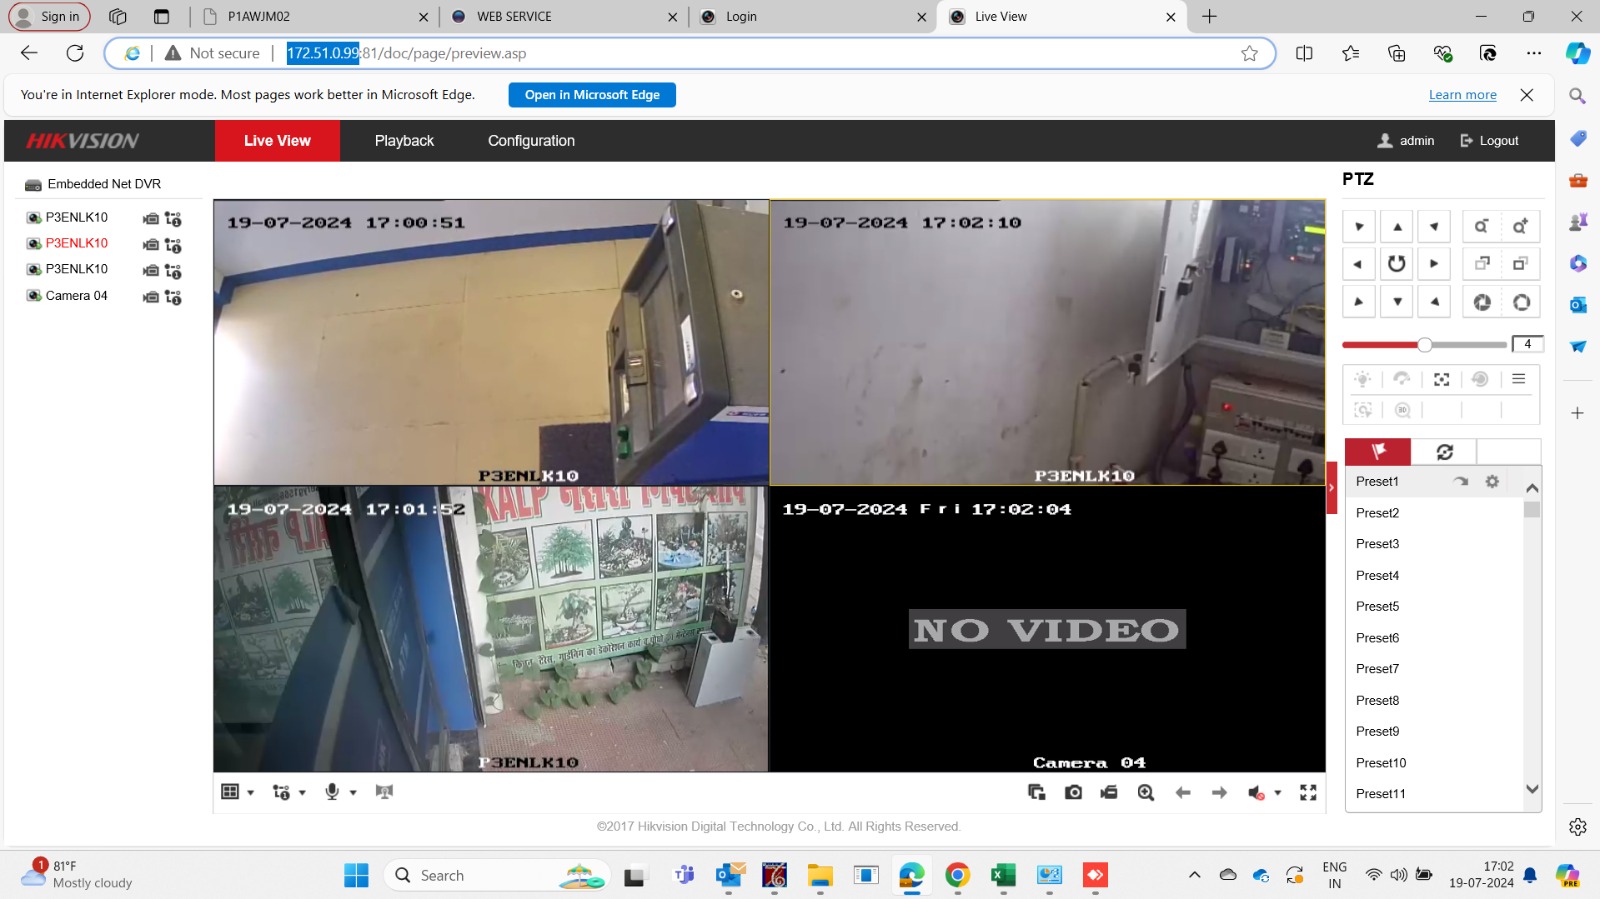 Sign in
P1AWJM02
WEB SERVICE
Login
Live View
Not secure
172.51.0.99:81/doc/page/preview.asp
You're in Internet Explorer mode. Most pages work better in Microsoft Edge.
Open in Microsoft Edge
Learn more
HIKVISION
Live View
Playback
Configuration
admin
Logout
Embedded Net DVR
P3ENLK10
P3ENLK10
P3ENLK10
Camera 04
19-07-2024 17:00:51
P3ENLK10
19-07-2024 17:02:10
P3ENLK10
19-07-2024 17:01:52
P3ENLK10
19-07-2024 Fri 17:02:04
NO VIDEO
Camera 04
PTZ
4
3D
Preset1
Preset2
Preset3
Preset4
Preset5
Preset6
Preset7
Preset8
Preset9
Preset10
Preset11
©2017 Hikvision Digital Technology Co., Ltd. All Rights Reserved.
1
81°F
Mostly cloudy
Search
ENG
IN
17:02
19-07-2024
PRE